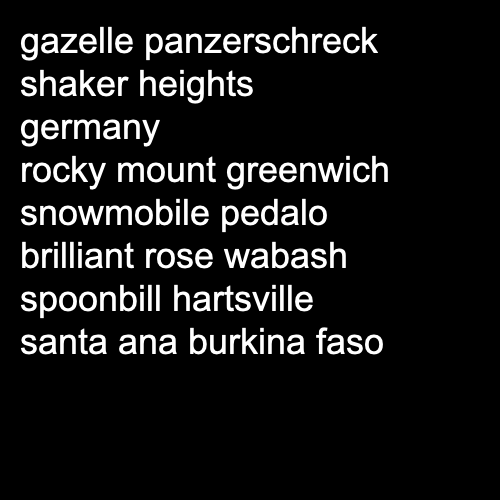 gazelle panzerschreck
shaker heights
germany
rocky mount greenwich
snowmobile pedalo
brilliant rose wabash
spoonbill hartsville
santa ana burkina faso